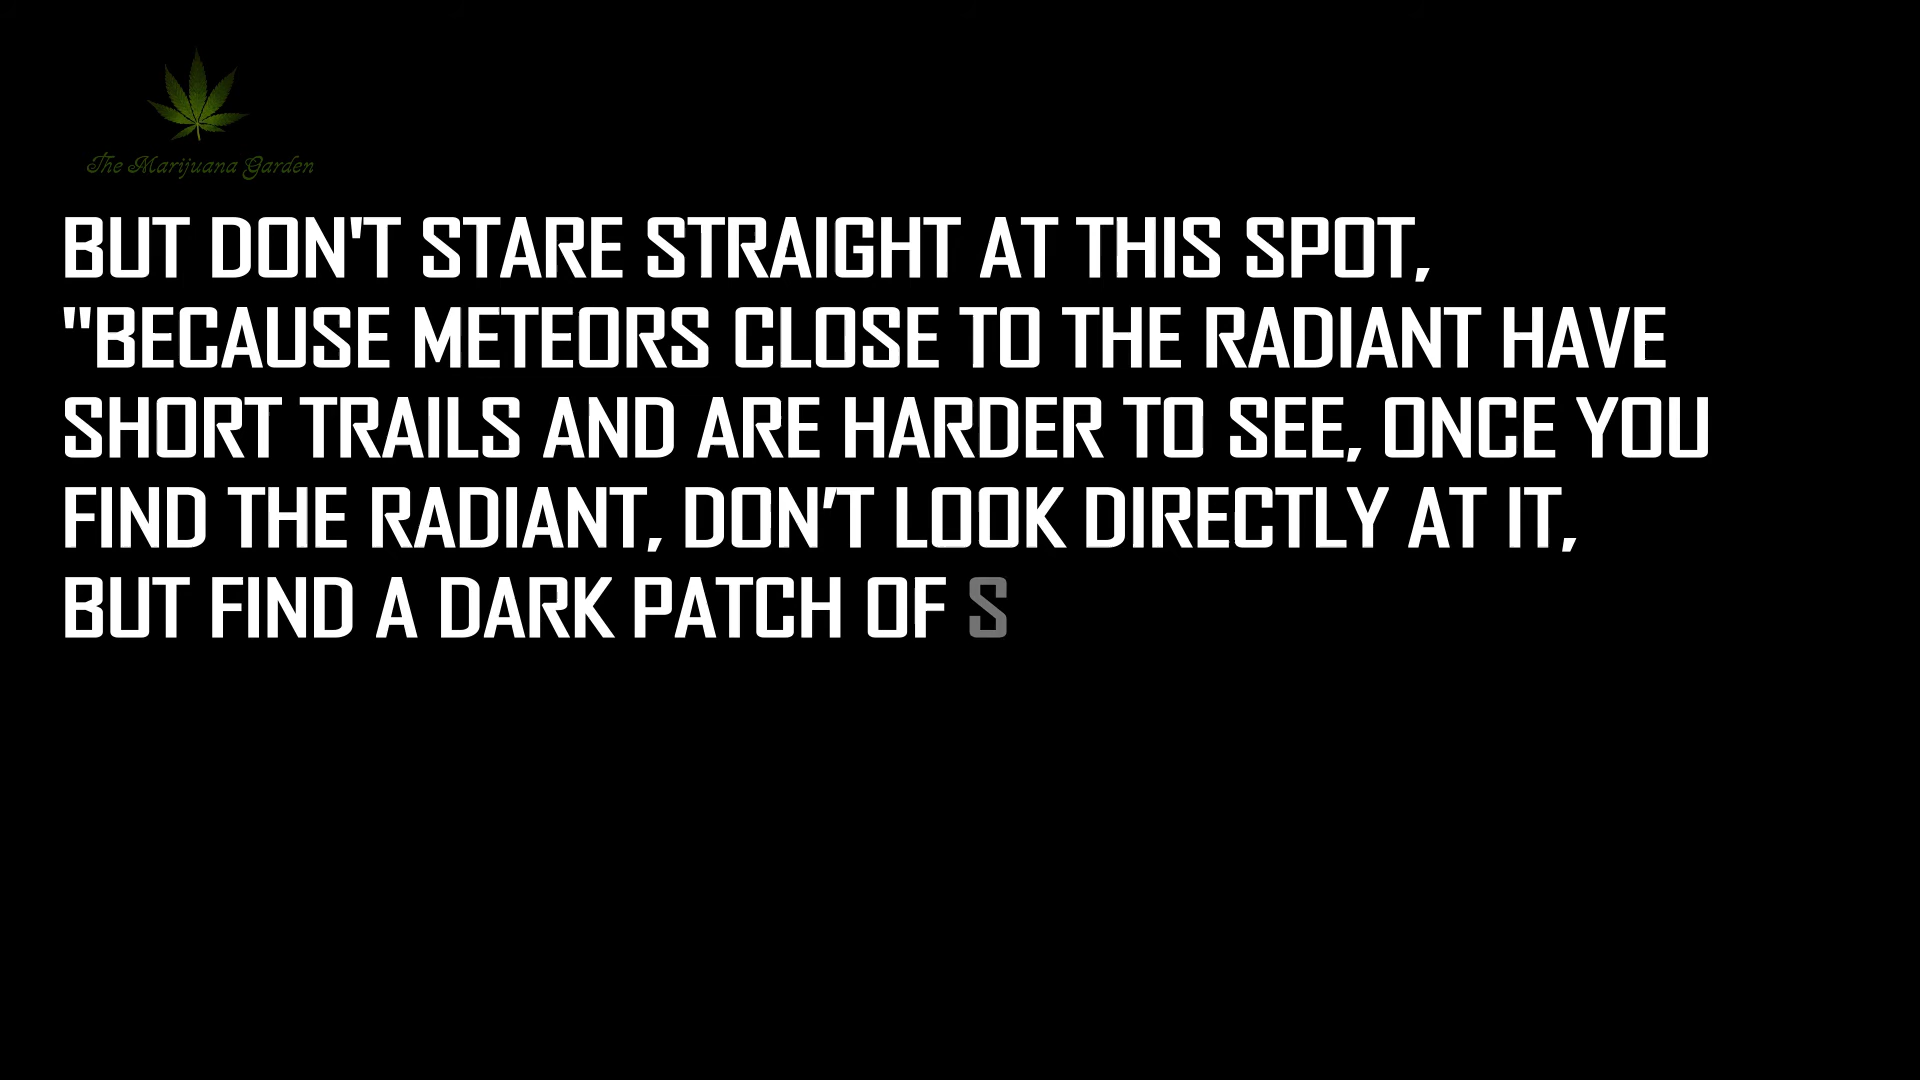 The Marijuana Garden
BUT DON'T STARE STRAIGHT AT THIS SPOT,
"BECAUSE METEORS CLOSE TO THE RADIANT HAVE
SHORT TRAILS AND ARE HARDER TO SEE, ONCE YOU
FIND THE RADIANT, DON’T LOOK DIRECTLY AT IT,
BUT FIND A DARK PATCH OF S